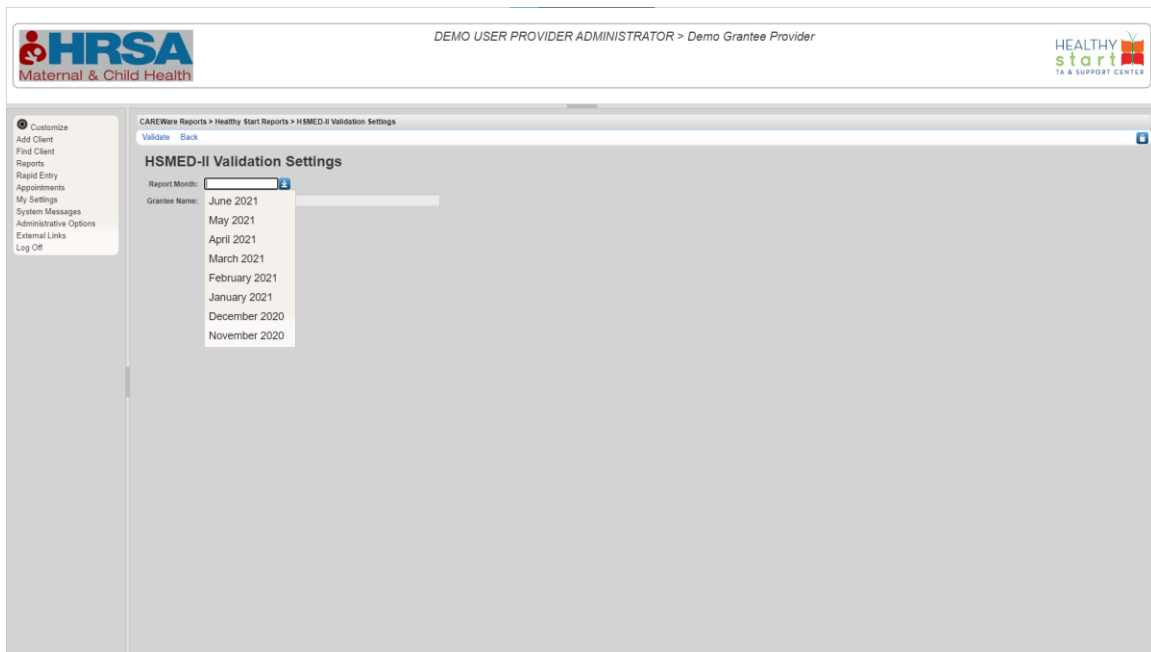 HRSA
Maternal & Child Health
DEMO USER PROVIDER ADMINISTRATOR > Demo Grantee Provider
HEALTHY
start
TA & SUPPORT CENTER
Customize
Add Client
Find Client
Reports
Rapid Entry
Appointments
My Settings
System Messages
Administrative Options
External Links
Log Off
CAREWare Reports > Healthy Start Reports > HSMED-II Validation Settings
Validate Back
HSMED-II Validation Settings
Report Month:
Grantee Name:
June 2021
May 2021
April 2021
March 2021
February 2021
January 2021
December 2020
November 2020